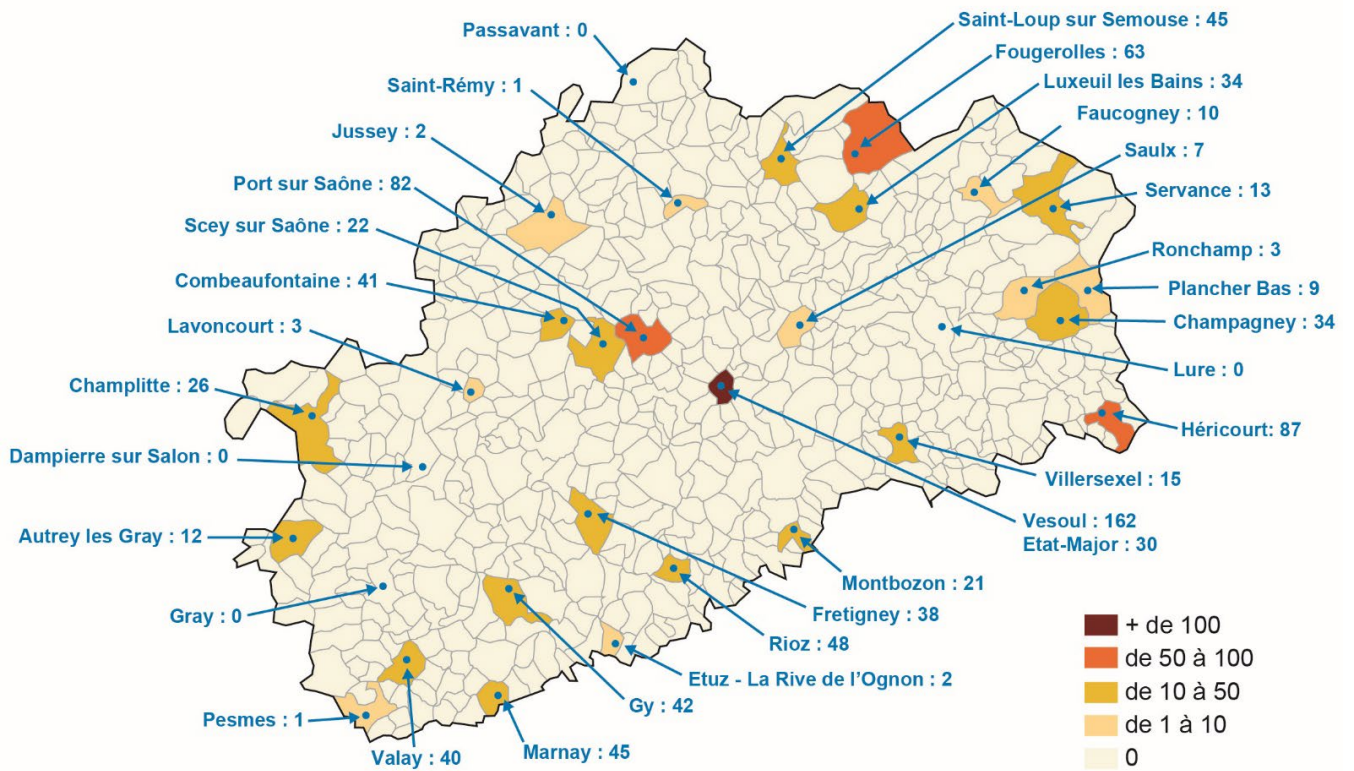 Passavant : 0
Saint-Loup sur Semouse : 45
Fougerolles : 63
Saint-Rémy : 1
Luxeuil les Bains : 34
Faucogney : 10
Jussey : 2
Saulx : 7
Port sur Saône : 82
Servance : 13
Scey sur Saône : 22
Ronchamp : 3
Combeaufontaine : 41
Plancher Bas : 9
Lavoncourt : 3
Champagney : 34
Lure : 0
Champlitte : 26
Héricourt: 87
Dampierre sur Salon : 0
Villersexel : 15
Vesoul : 162
Etat-Major : 30
Autrey les Gray : 12
Montbozon : 21
Gray : 0
Fretigney : 38
Rioz : 48
Etuz - La Rive de l'Ognon : 2
Gy : 42
Pesmes : 1
Marnay : 45
Valay : 40
+ de 100
de 50 à 100
de 10 à 50
de 1 à 10
0